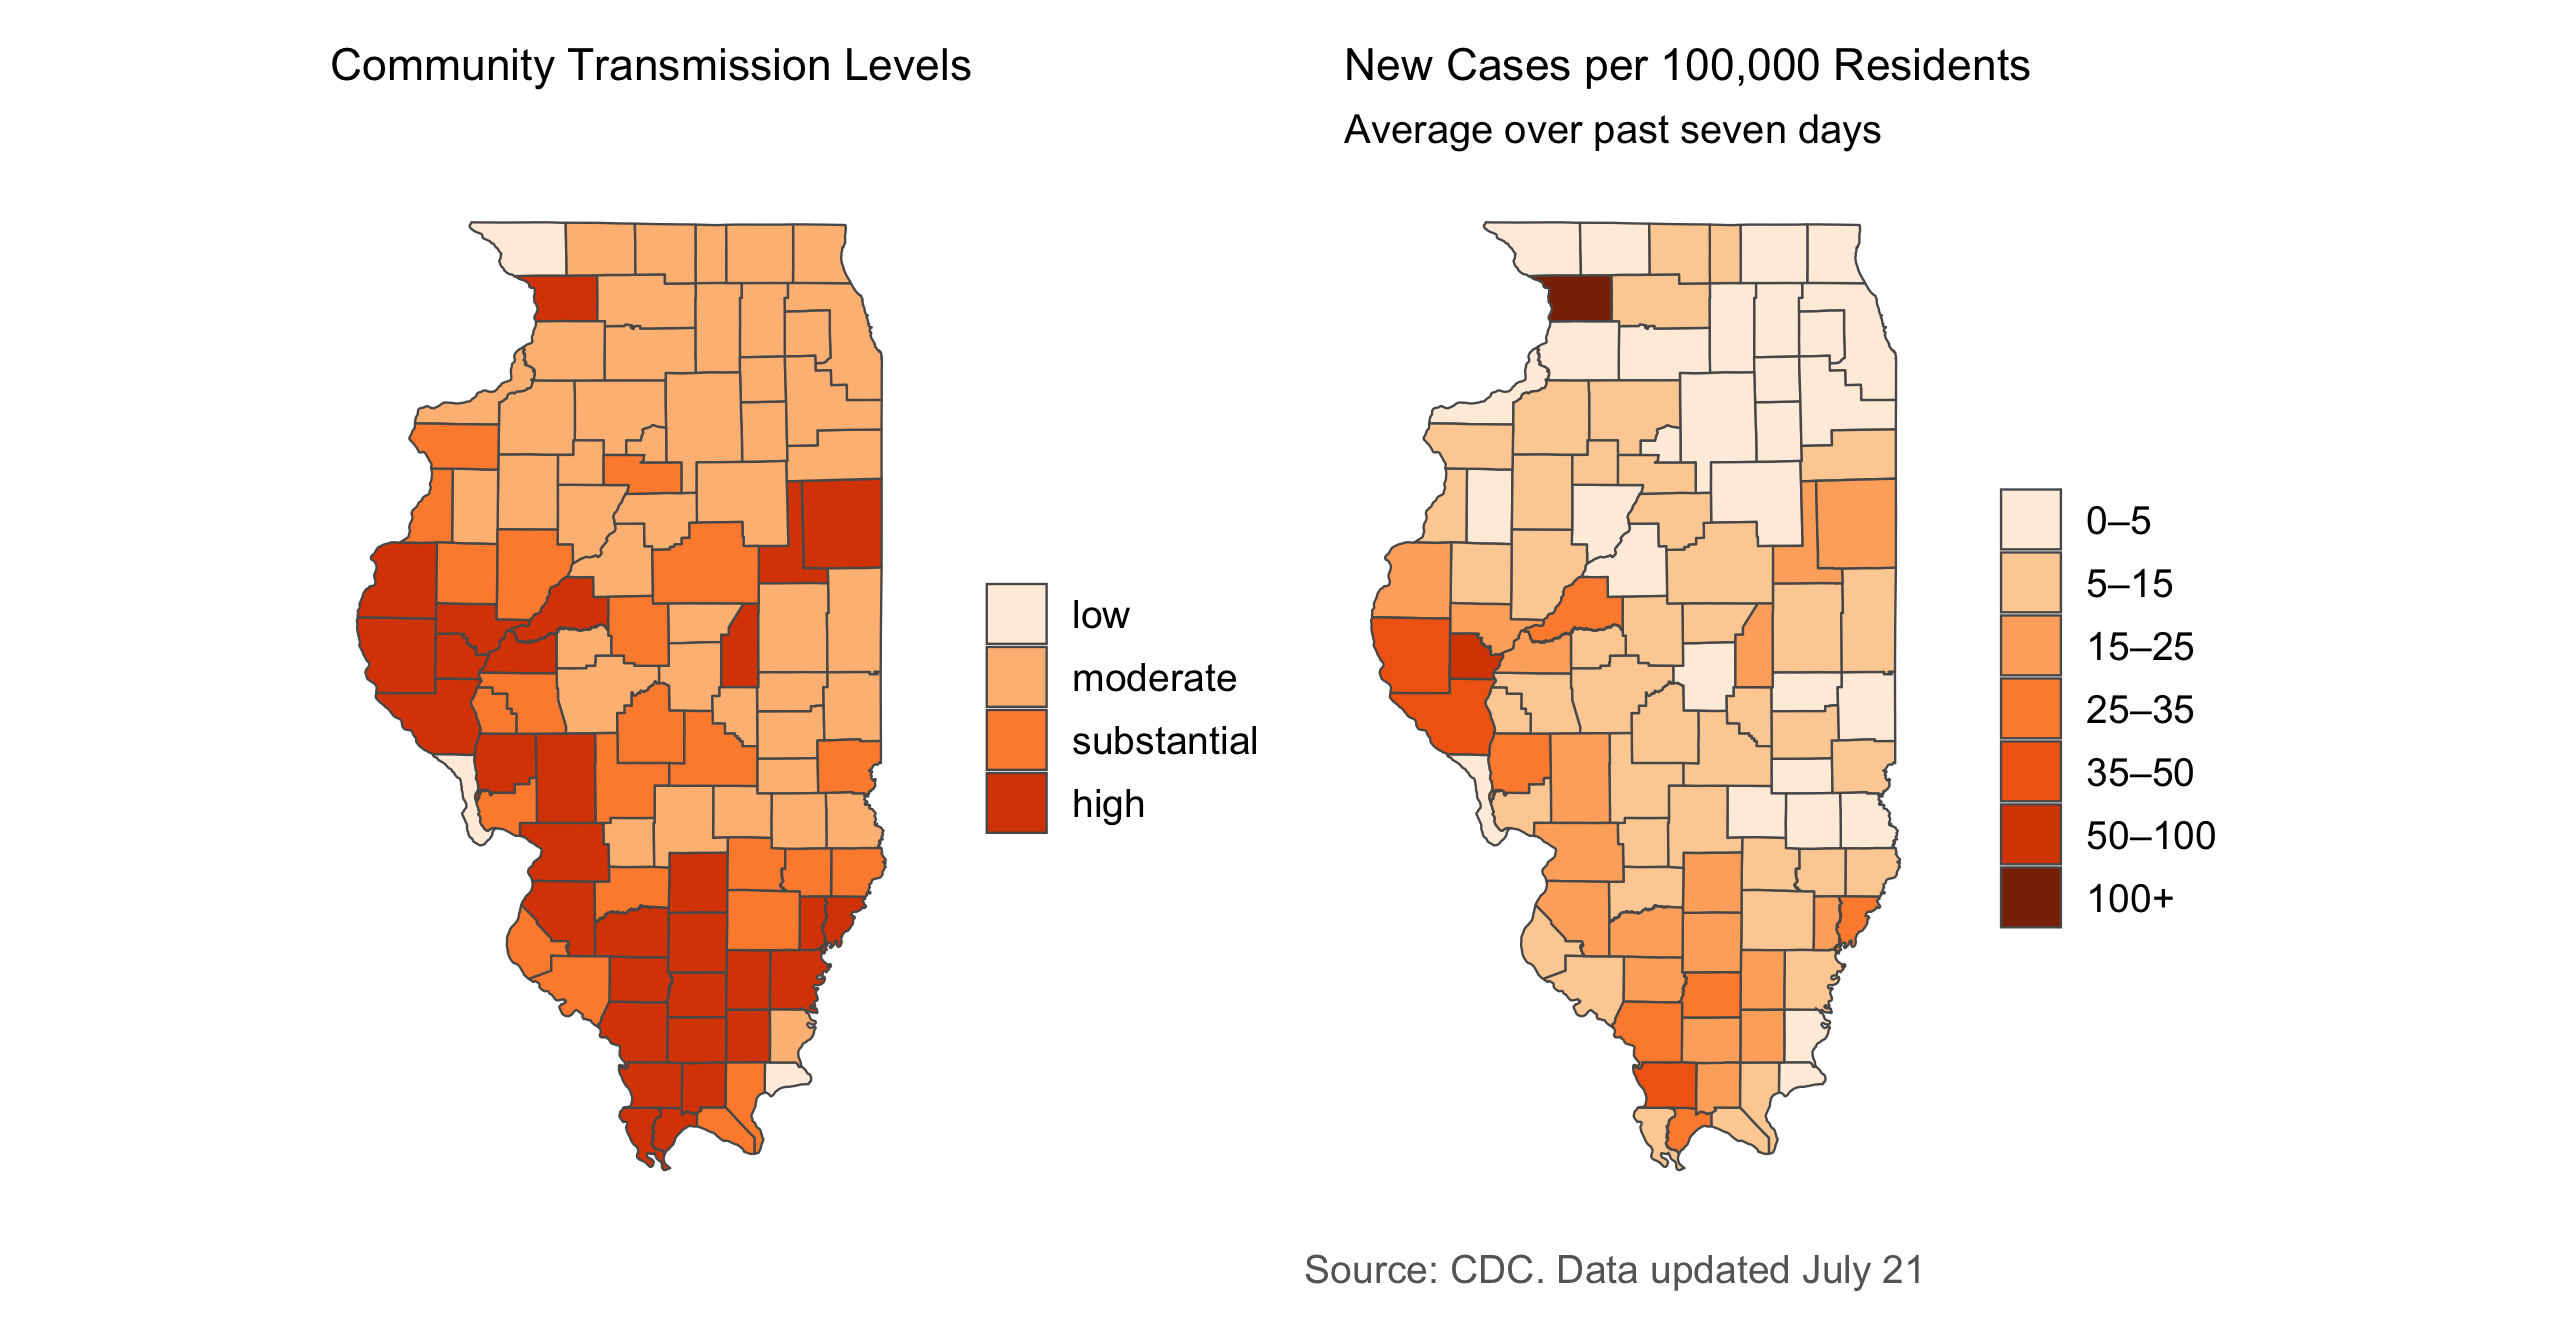 Community Transmission Levels
low
moderate
substantial
high
New Cases per 100,000 Residents
Average over past seven days
0–5
5–15
15–25
25–35
35–50
50–100
100+
Source: CDC. Data updated July 21